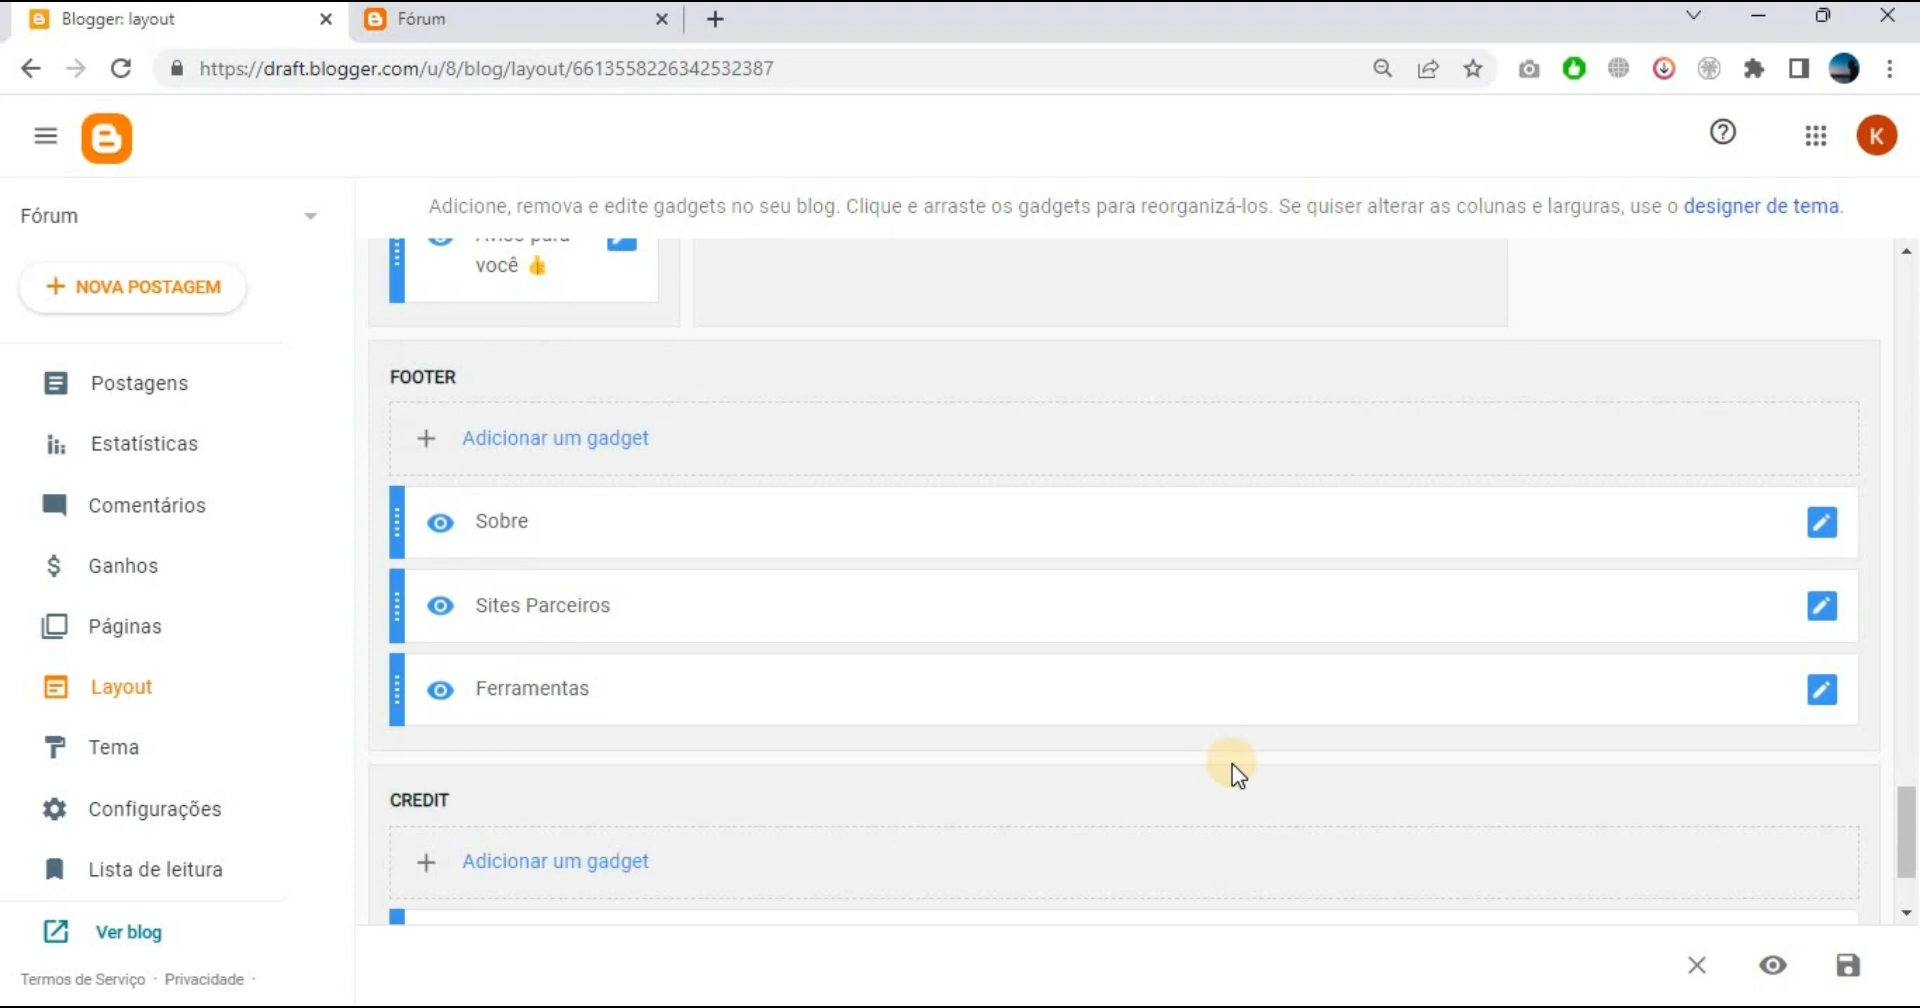 Blogger: layout
Fórum
https://draft.blogger.com/u/8/blog/layout/6613558226342532387
K
Fórum
Adicione, remova e edite gadgets no seu blog. Clique e arraste os gadgets para reorganizá-los. Se quiser alterar as colunas e larguras, use o designer de tema.
+ NOVA POSTAGEM
Postagens
Estatísticas
Comentários
Ganhos
Páginas
Layout
Tema
Configurações
Lista de leitura
Ver blog
Termos de Serviço · Privacidade ·
Aviso para
você 👍
FOOTER
+ Adicionar um gadget
Sobre
Sites Parceiros
Ferramentas
CREDIT
+ Adicionar um gadget